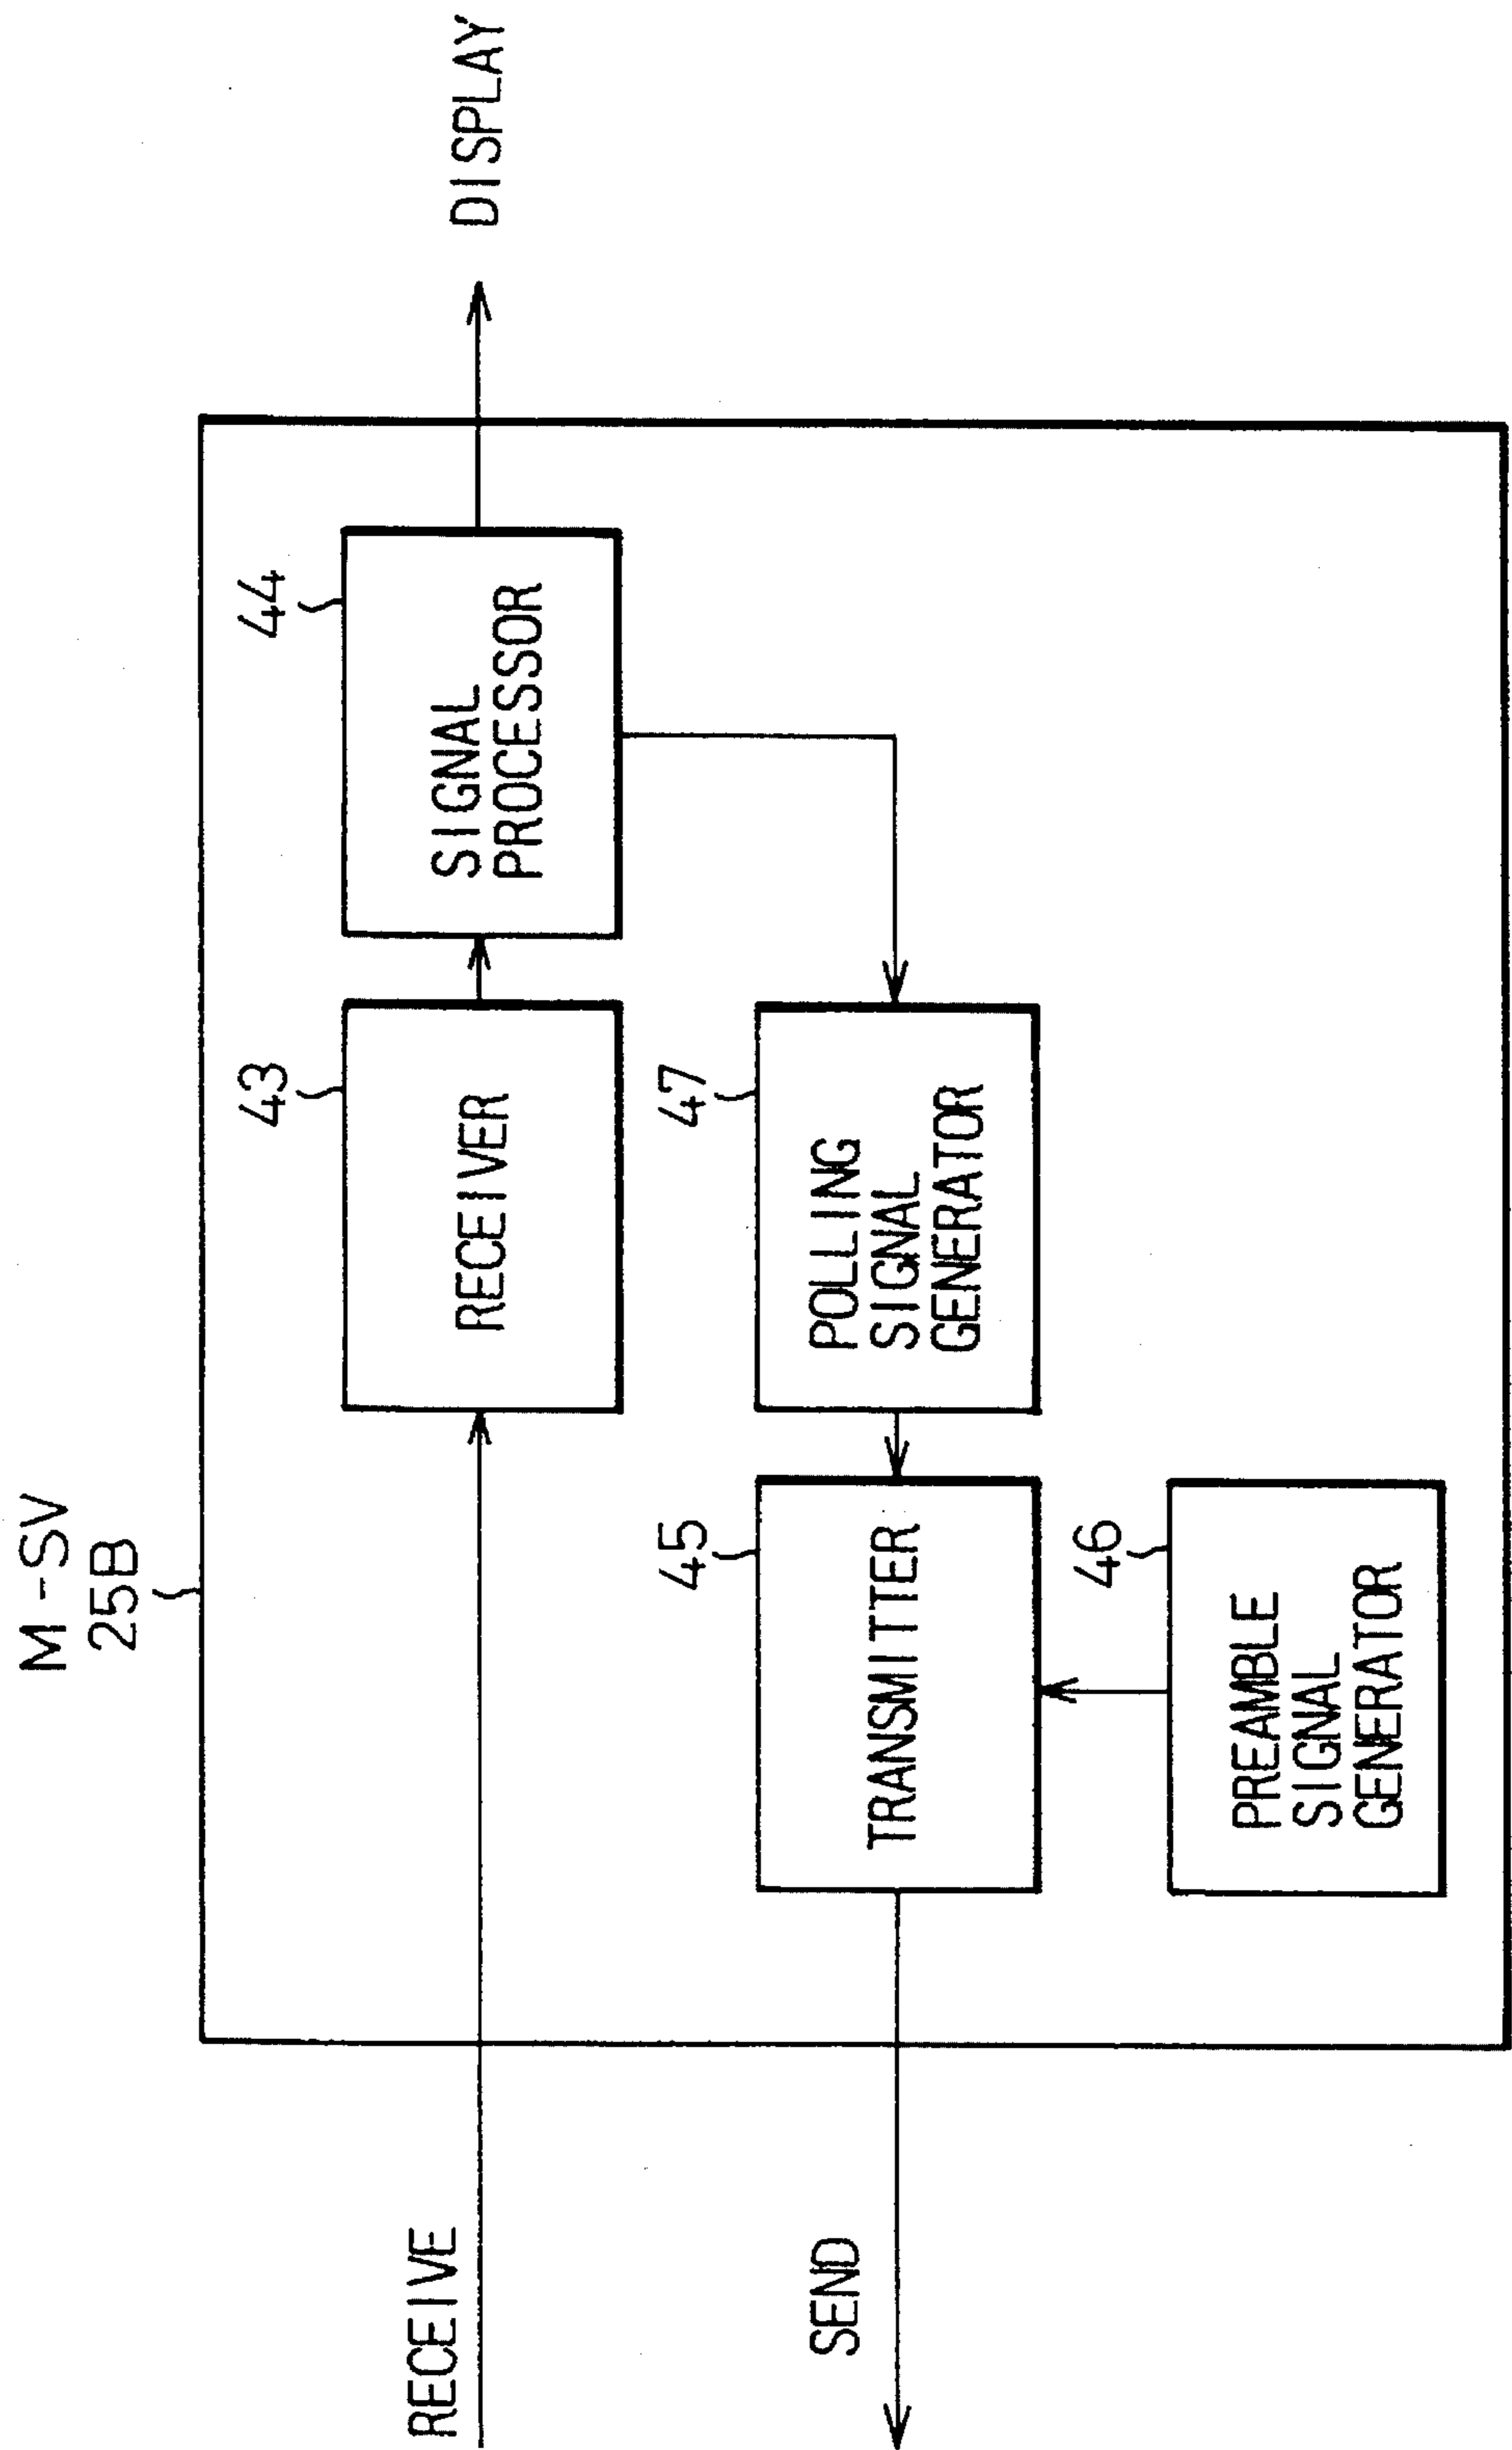 M-SV
25B
RECEIVE
43
RECEIVER
44
SIGNAL
PROCESSOR
DISPLAY
SEND
45
TRANSMITTER
47
POLLING
SIGNAL
GENERATOR
46
PREAMBLE
SIGNAL
GENERATOR